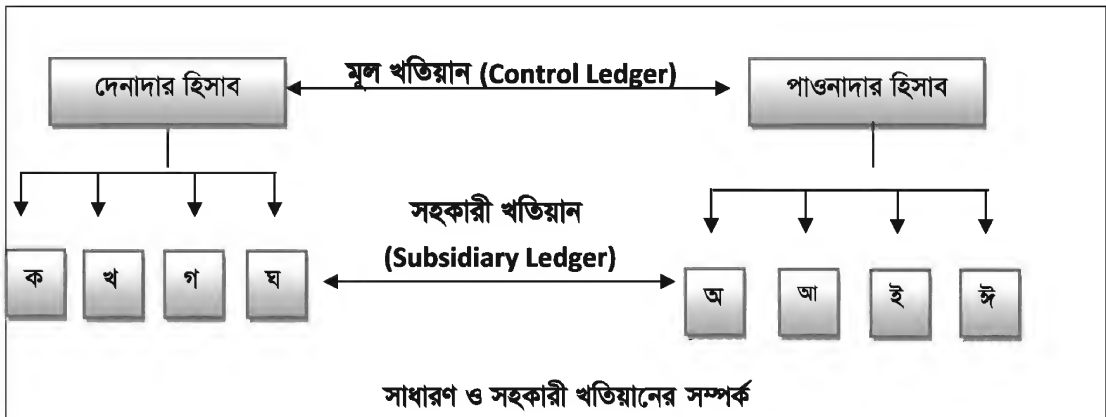 মূল খতিয়ান (Control Ledger)
দেনাদার হিসাব
পাওনাদার হিসাব
সহকারী খতিয়ান
(Subsidiary Ledger)
ক
খ
গ
ঘ
অ
আ
ই
ঈ
সাধারণ ও সহকারী খতিয়ানের সম্পর্ক